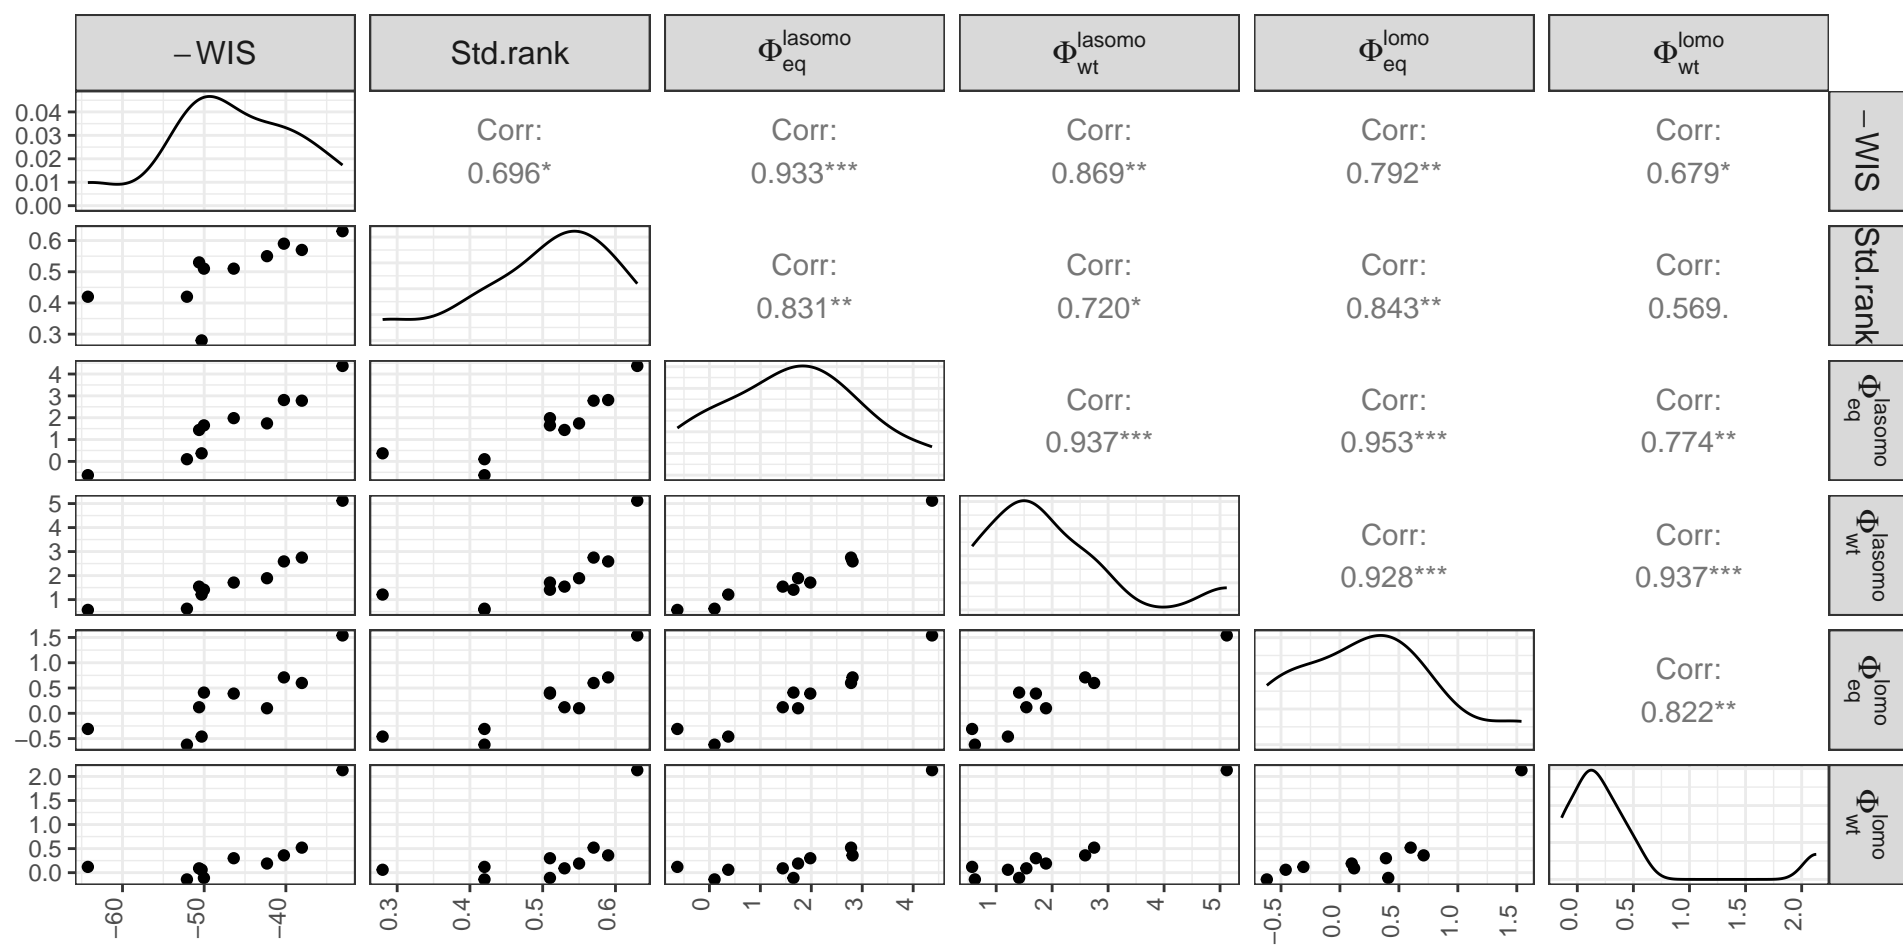 −WIS Std.rank Φ_eq^lasomo Φ_wt^lasomo Φ_eq^lomo Φ_wt^lomo
0.04
0.03
0.02
0.01
0.00
Corr: Corr: Corr: Corr: Corr:
0.696* 0.933*** 0.869** 0.792** 0.679*
−WIS
0.6
0.5
0.4
0.3
Corr: Corr: Corr: Corr:
0.831** 0.720* 0.843** 0.569.
Std.rank
4
3
2
1
0
Corr: Corr: Corr:
0.937*** 0.953*** 0.774**
Φ_eq^lasomo
5
4
3
2
1
Corr: Corr:
0.928*** 0.937***
Φ_wt^lasomo
1.5
1.0
0.5
0.0
−0.5
Corr:
0.822**
Φ_eq^lomo
2.0
1.5
1.0
0.5
0.0
Φ_wt^lomo
−60 −50 −40 0.3 0.4 0.5 0.6 0 1 2 3 4 1 2 3 4 5 −0.5 0.0 0.5 1.0 1.5 0.0 0.5 1.0 1.5 2.0